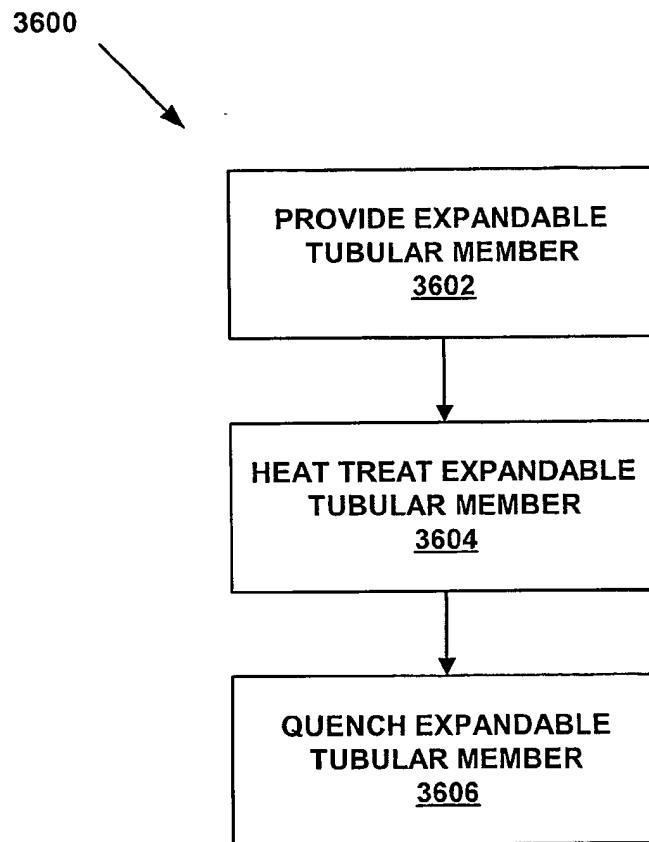 3600
PROVIDE EXPANDABLE
TUBULAR MEMBER
3602
HEAT TREAT EXPANDABLE
TUBULAR MEMBER
3604
QUENCH EXPANDABLE
TUBULAR MEMBER
3606